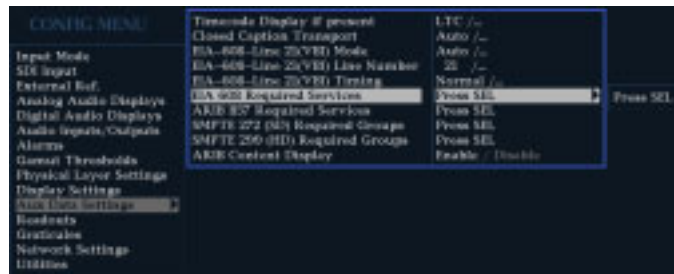 CONFIG MENU
Input Mode
SDI Input
External Ref.
Analog Audio Displays
Digital Audio Displays
Audio Inputs/Outputs
Alarms
Gamut Thresholds
Physical Layer Settings
Display Settings
Aux Data Settings
Readouts
Graticules
Network Settings
Utilities
Timecode Display if present LTC /...
Closed Caption Transport Auto /...
EIA-608-Line 21(VBI) Mode Auto /...
EIA-608-Line 21(VBI) Line Number 21 /...
EIA-608-Line 21(VBI) Timing Normal /...
EIA 608 Required Services Press SEL
ARIB B37 Required Services Press SEL
SMPTE 272 (SD) Required Groups Press SEL
SMPTE 299 (HD) Required Groups Press SEL
ARIB Content Display Enable / Disable
Press SEL